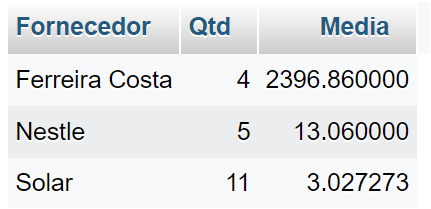 Fornecedor Qtd Media
Ferreira Costa 4 2396.860000
Nestle 5 13.060000
Solar 11 3.027273